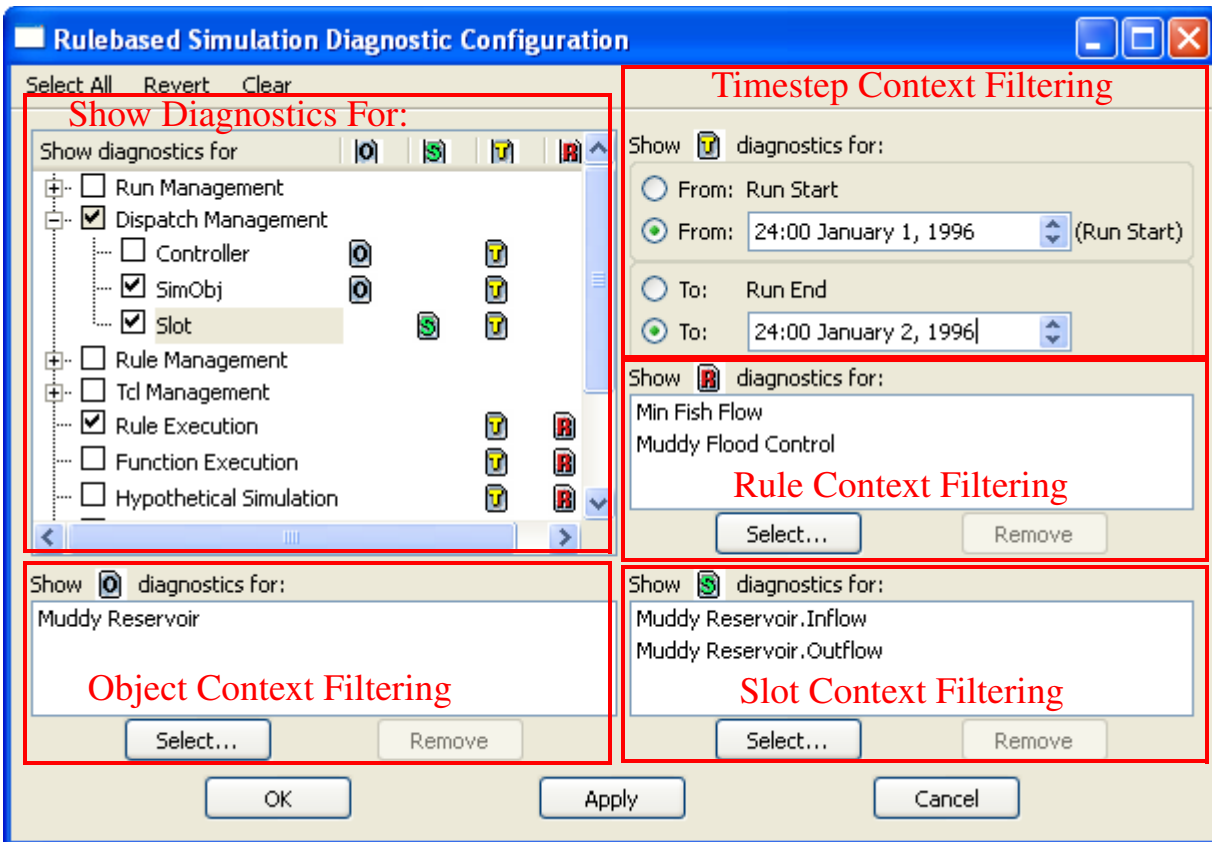 Rulebased Simulation Diagnostic Configuration
Select All Revert Clear
Show Diagnostics For:
Show diagnostics for O S T R
Run Management
Dispatch Management
Controller O T
SimObj O T
Slot S T
Rule Management
Tcl Management
Rule Execution T R
Function Execution T R
Hypothetical Simulation T R
Timestep Context Filtering
Show T diagnostics for:
From: Run Start
From: 24:00 January 1, 1996 (Run Start)
To: Run End
To: 24:00 January 2, 1996
Show R diagnostics for:
Min Fish Flow
Muddy Flood Control
Rule Context Filtering
Select... Remove
Show O diagnostics for:
Muddy Reservoir
Object Context Filtering
Select... Remove
Show S diagnostics for:
Muddy Reservoir.Inflow
Muddy Reservoir.Outflow
Slot Context Filtering
Select... Remove
OK Apply Cancel